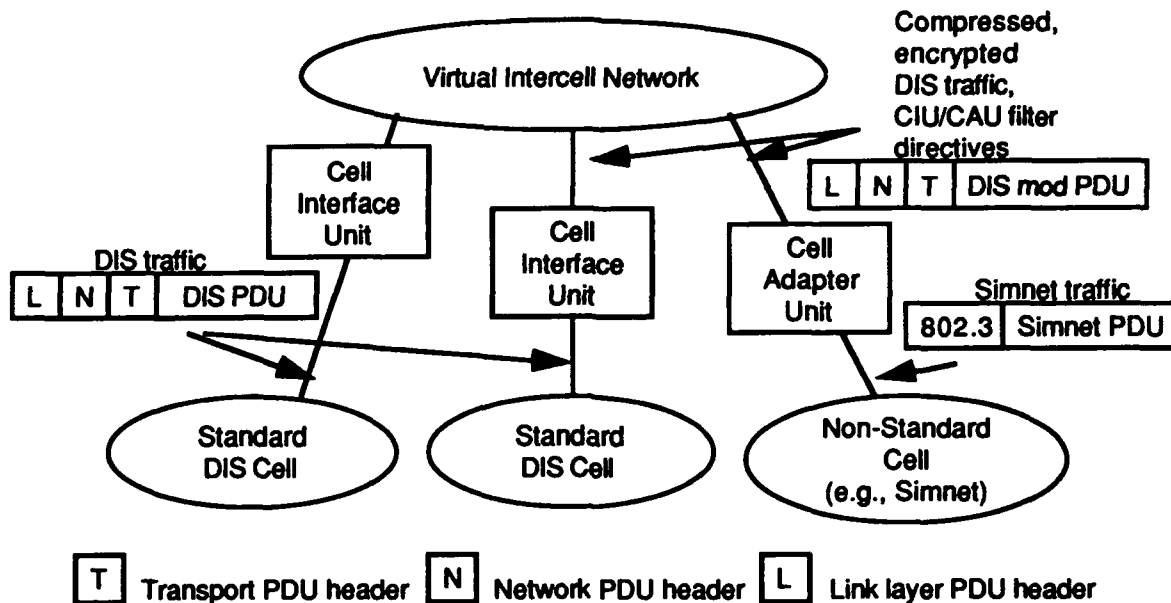 Virtual Intercell Network
Compressed,
encrypted
DIS traffic,
CIU/CAU filter
directives
L N T DIS mod PDU
Cell
Interface
Unit
Cell
Interface
Unit
Cell
Adapter
Unit
DIS traffic
L N T DIS PDU
Simnet traffic
802.3 Simnet PDU
Standard
DIS Cell
Standard
DIS Cell
Non-Standard
Cell
(e.g., Simnet)
T Transport PDU header N Network PDU header L Link layer PDU header